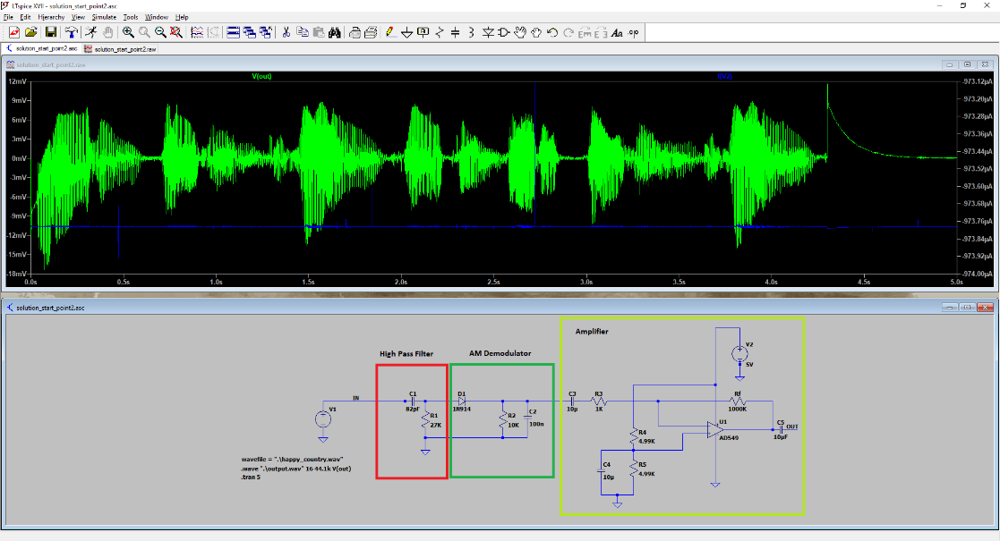 LTspice XVII - solution_start_point2.asc
File Edit Hierarchy View Simulate Tools Window Help
solution_start_point2.asc solution_start_point2.raw
solution_start_point2.raw
V(out) I(V2)
12mV -973.12µA
9mV -973.20µA
6mV -973.28µA
3mV -973.36µA
0mV -973.44µA
-3mV -973.52µA
-6mV -973.60µA
-9mV -973.68µA
-12mV -973.76µA
-15mV -973.84µA
-973.92µA
-18mV -974.00µA
0.0s 0.5s 1.0s 1.5s 2.0s 2.5s 3.0s 3.5s 4.0s 4.5s 5.0s
solution_start_point2.asc
Amplifier
High Pass Filter AM Demodulator
V2
5V
IN C1 D1 C3 R3 Rf
82pF 1N914 10µ 1K 1000K
V1 R1 R2 C2
27K 10K 100n
U1 C5 OUT
AD549 10µF
R4
4.99K
C4 R5
10µ 4.99K
wavefile = ".\happy_country.wav"
.wave ".\output.wav" 16 44.1k V(out)
.tran 5